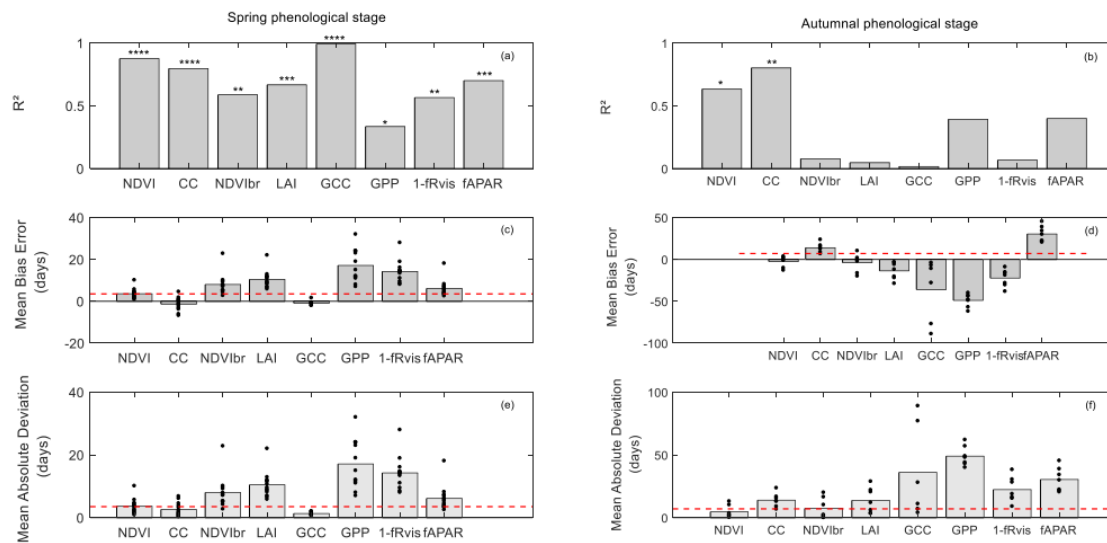 Spring phenological stage
Autumnal phenological stage
R²
1
0.5
0
(a)
**** **** ** *** **** * ** ***
NDVI CC NDVIbr LAI GCC GPP 1-fRvis fAPAR
R²
1
0.5
0
(b)
* **
NDVI CC NDVIbr LAI GCC GPP 1-fRvis fAPAR
Mean Bias Error
(days)
40
20
0
-20
(c)
NDVI CC NDVIbr LAI GCC GPP 1-fRvis fAPAR
Mean Bias Error
(days)
50
0
-50
-100
(d)
NDVI CC NDVIbr LAI GCC GPP 1-fRvis fAPAR
Mean Absolute Deviation
(days)
40
20
0
(e)
NDVI CC NDVIbr LAI GCC GPP 1-fRvis fAPAR
Mean Absolute Deviation
(days)
100
50
0
(f)
NDVI CC NDVIbr LAI GCC GPP 1-fRvis fAPAR